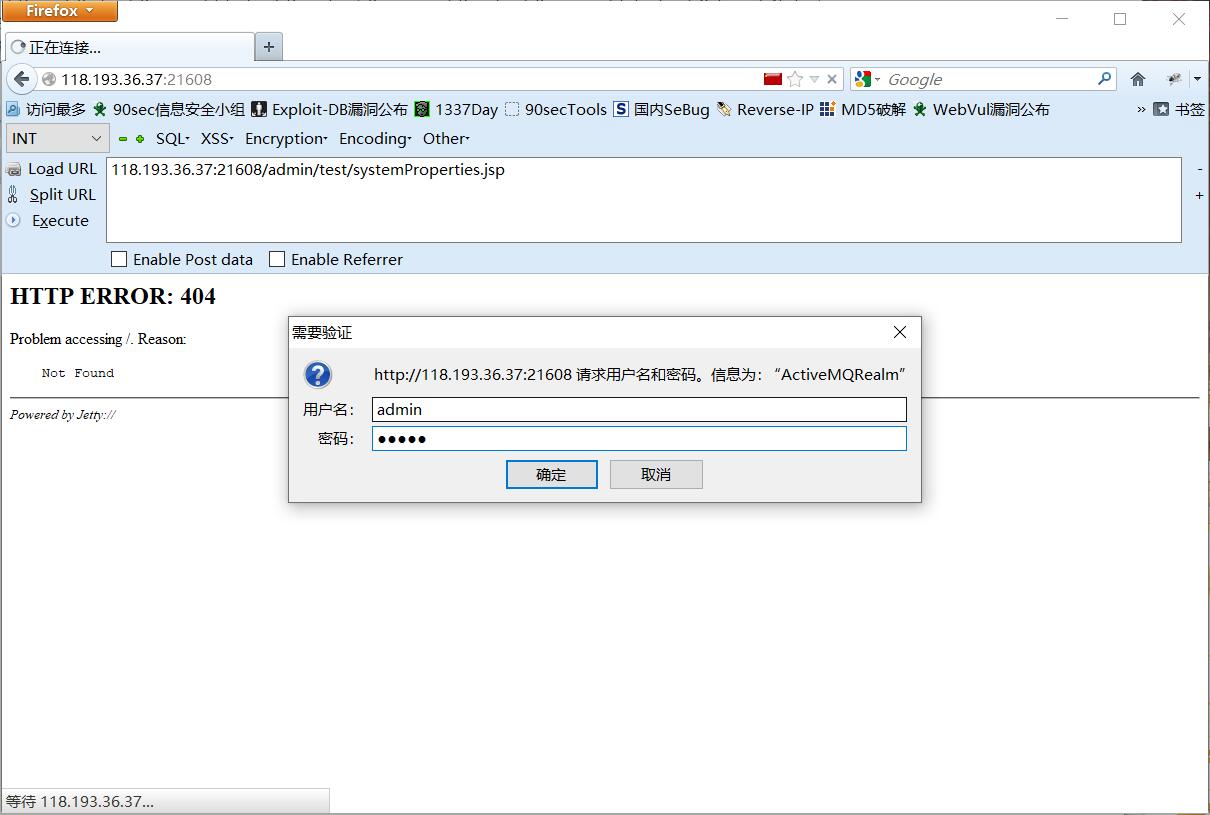 Firefox
正在连接...
118.193.36.37:21608
Google
访问最多 90sec信息安全小组 Exploit-DB漏洞公布 1337Day 90secTools S 国内SeBug Reverse-IP MD5破解 WebVul漏洞公布 » 书签
INT SQL XSS Encryption Encoding Other
Load URL 118.193.36.37:21608/admin/test/systemProperties.jsp
Split URL
Execute
Enable Post data Enable Referrer
HTTP ERROR: 404
Problem accessing /. Reason:
Not Found
Powered by Jetty://
需要验证
http://118.193.36.37:21608 请求用户名和密码。信息为：“ActiveMQRealm”
用户名： admin
密码： ●●●●●
确定 取消
等待 118.193.36.37...